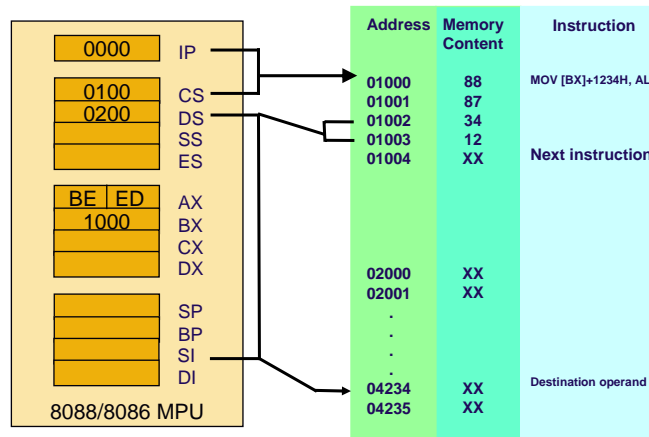 0000 IP
0100 CS
0200 DS
SS
ES
BE ED AX
1000 BX
CX
DX
SP
BP
SI
DI
8088/8086 MPU
Address Memory Content Instruction
01000 88 MOV [BX]+1234H, AL
01001 87
01002 34
01003 12
01004 XX Next instruction
02000 XX
02001 XX
.
.
.
.
04234 XX Destination operand
04235 XX